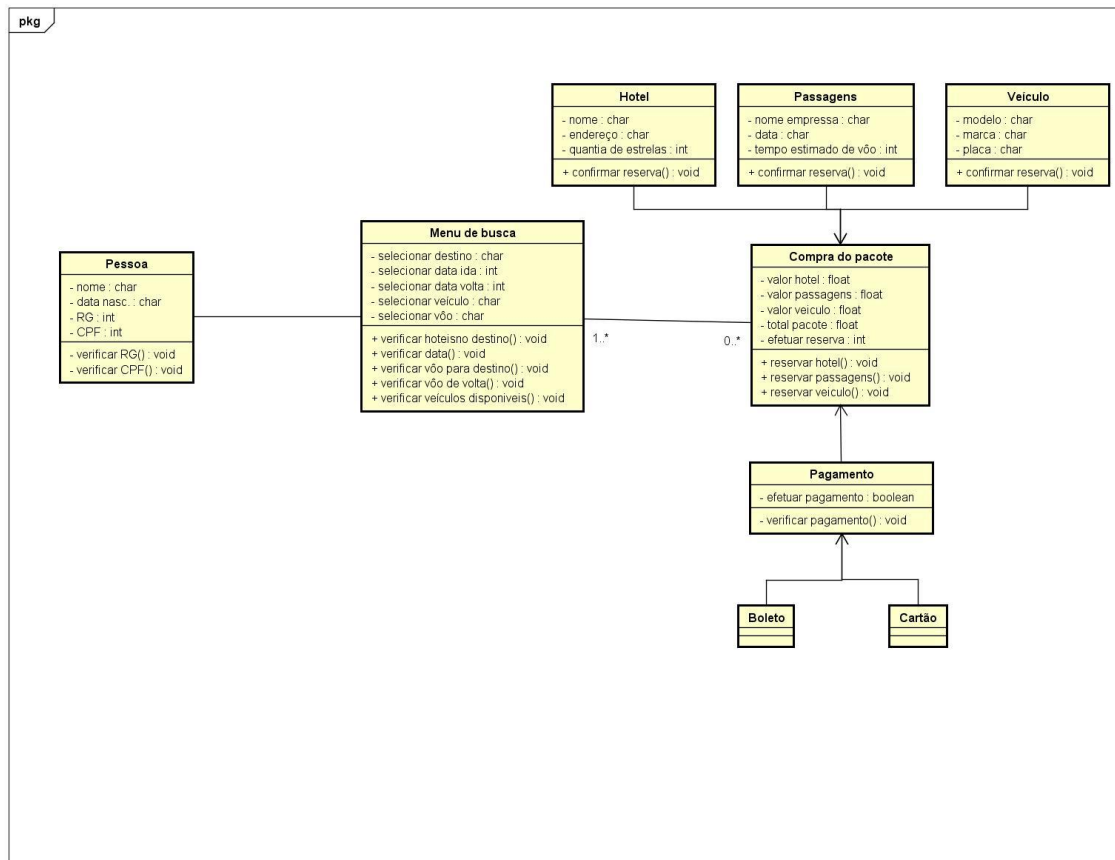 pkg
Hotel
- nome : char
- endereço : char
- quantia de estrelas : int
+ confirmar reserva() : void
Passagens
- nome empressa : char
- data : char
- tempo estimado de vôo : int
+ confirmar reserva() : void
Veículo
- modelo : char
- marca : char
- placa : char
+ confirmar reserva() : void
Pessoa
- nome : char
- data nasc. : char
- RG : int
- CPF : int
- verificar RG() : void
- verificar CPF() : void
Menu de busca
- selecionar destino : char
- selecionar data ida : int
- selecionar data volta : int
- selecionar veículo : char
- selecionar vôo : char
+ verificar hoteisno destino() : void
+ verificar data() : void
+ verificar vôo para destino() : void
+ verificar vôo de volta() : void
+ verificar veículos disponiveis() : void
1..*
0..*
Compra do pacote
- valor hotel : float
- valor passagens : float
- valor veiculo : float
- total pacote : float
- efetuar reserva : int
+ reservar hotel() : void
+ reservar passagens() : void
+ reservar veiculo() : void
Pagamento
- efetuar pagamento : boolean
- verificar pagamento() : void
Boleto
Cartão